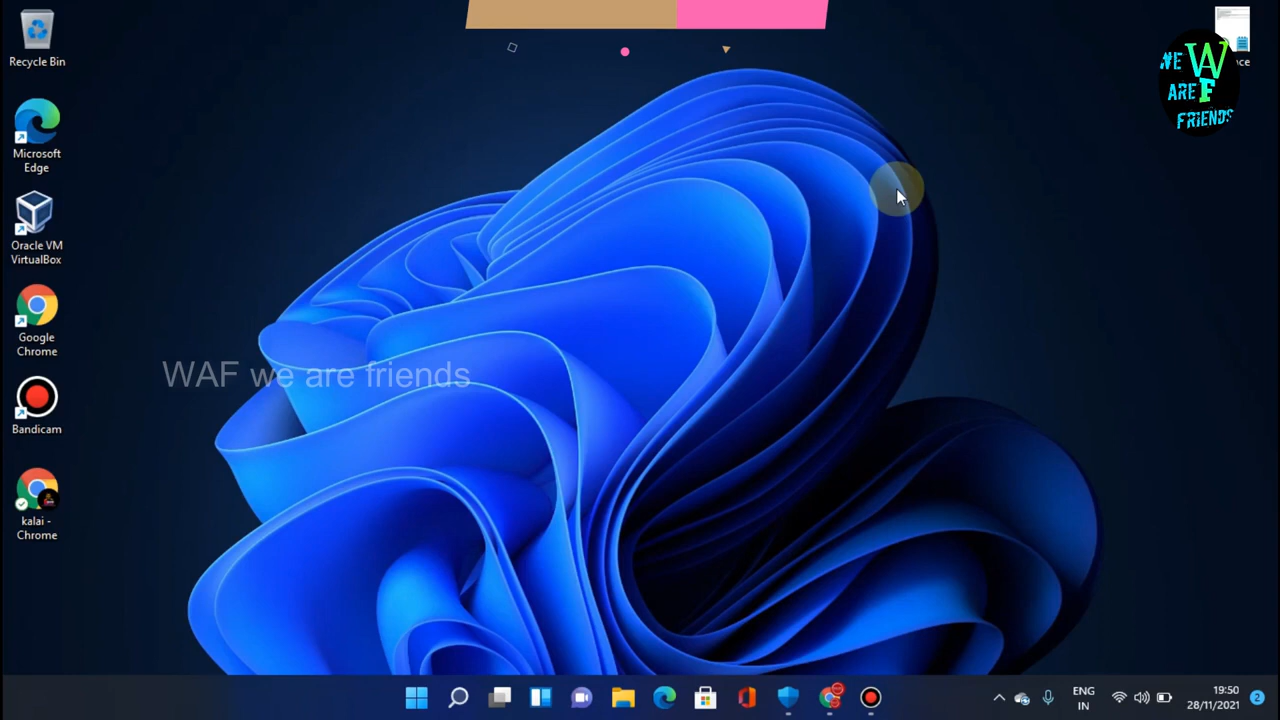 Recycle Bin
Microsoft
Edge
Oracle VM
VirtualBox
Google
Chrome
Bandicam
kalai -
Chrome
WAF we are friends
WE W
ARE F
FRIENDS
ENG
IN
19:50
28/11/2021
2